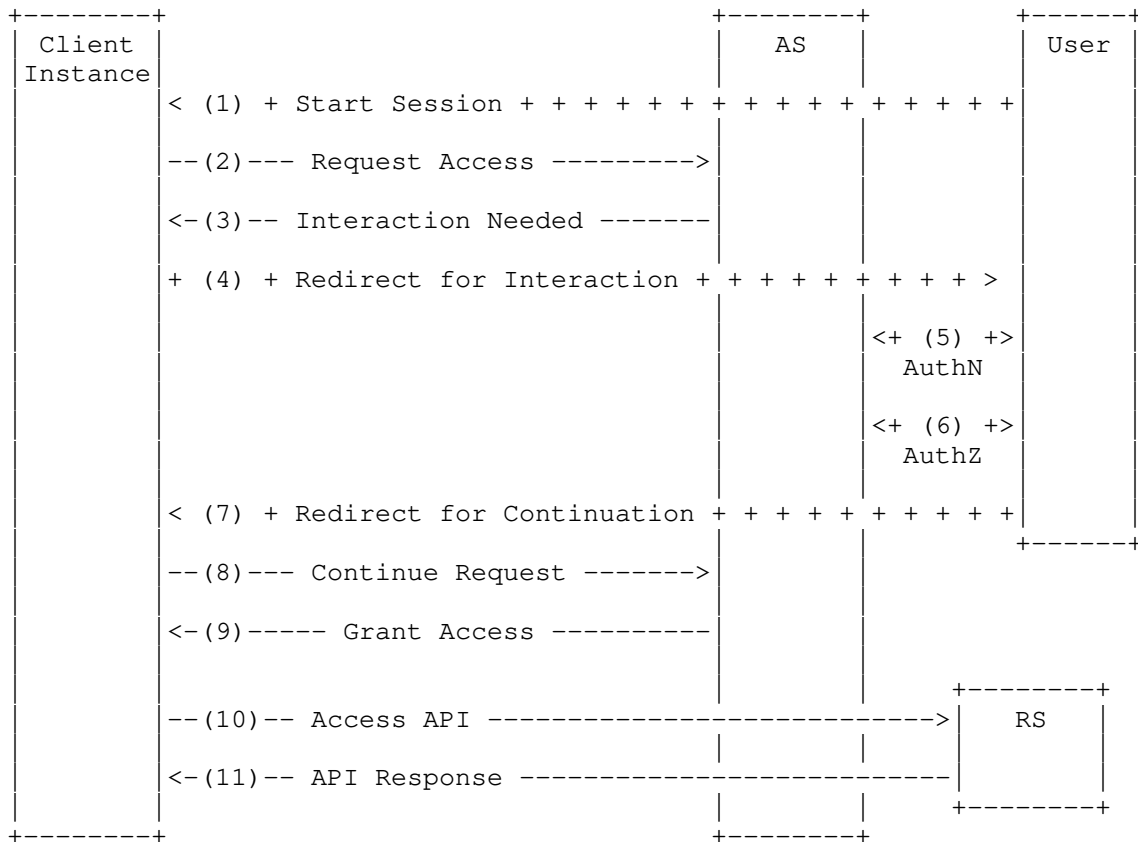 Client AS User
Instance
< (1) + Start Session + + + + + + + + + + + + + + + +
--(2)--- Request Access --------->
<-(3)-- Interaction Needed -------
+ (4) + Redirect for Interaction + + + + + + + + + >
<+ (5) +>
AuthN
<+ (6) +>
AuthZ
< (7) + Redirect for Continuation + + + + + + + + + +
--(8)--- Continue Request ------->
<-(9)----- Grant Access ----------
--(10)-- Access API ----------------------------> RS
<-(11)-- API Response ---------------------------